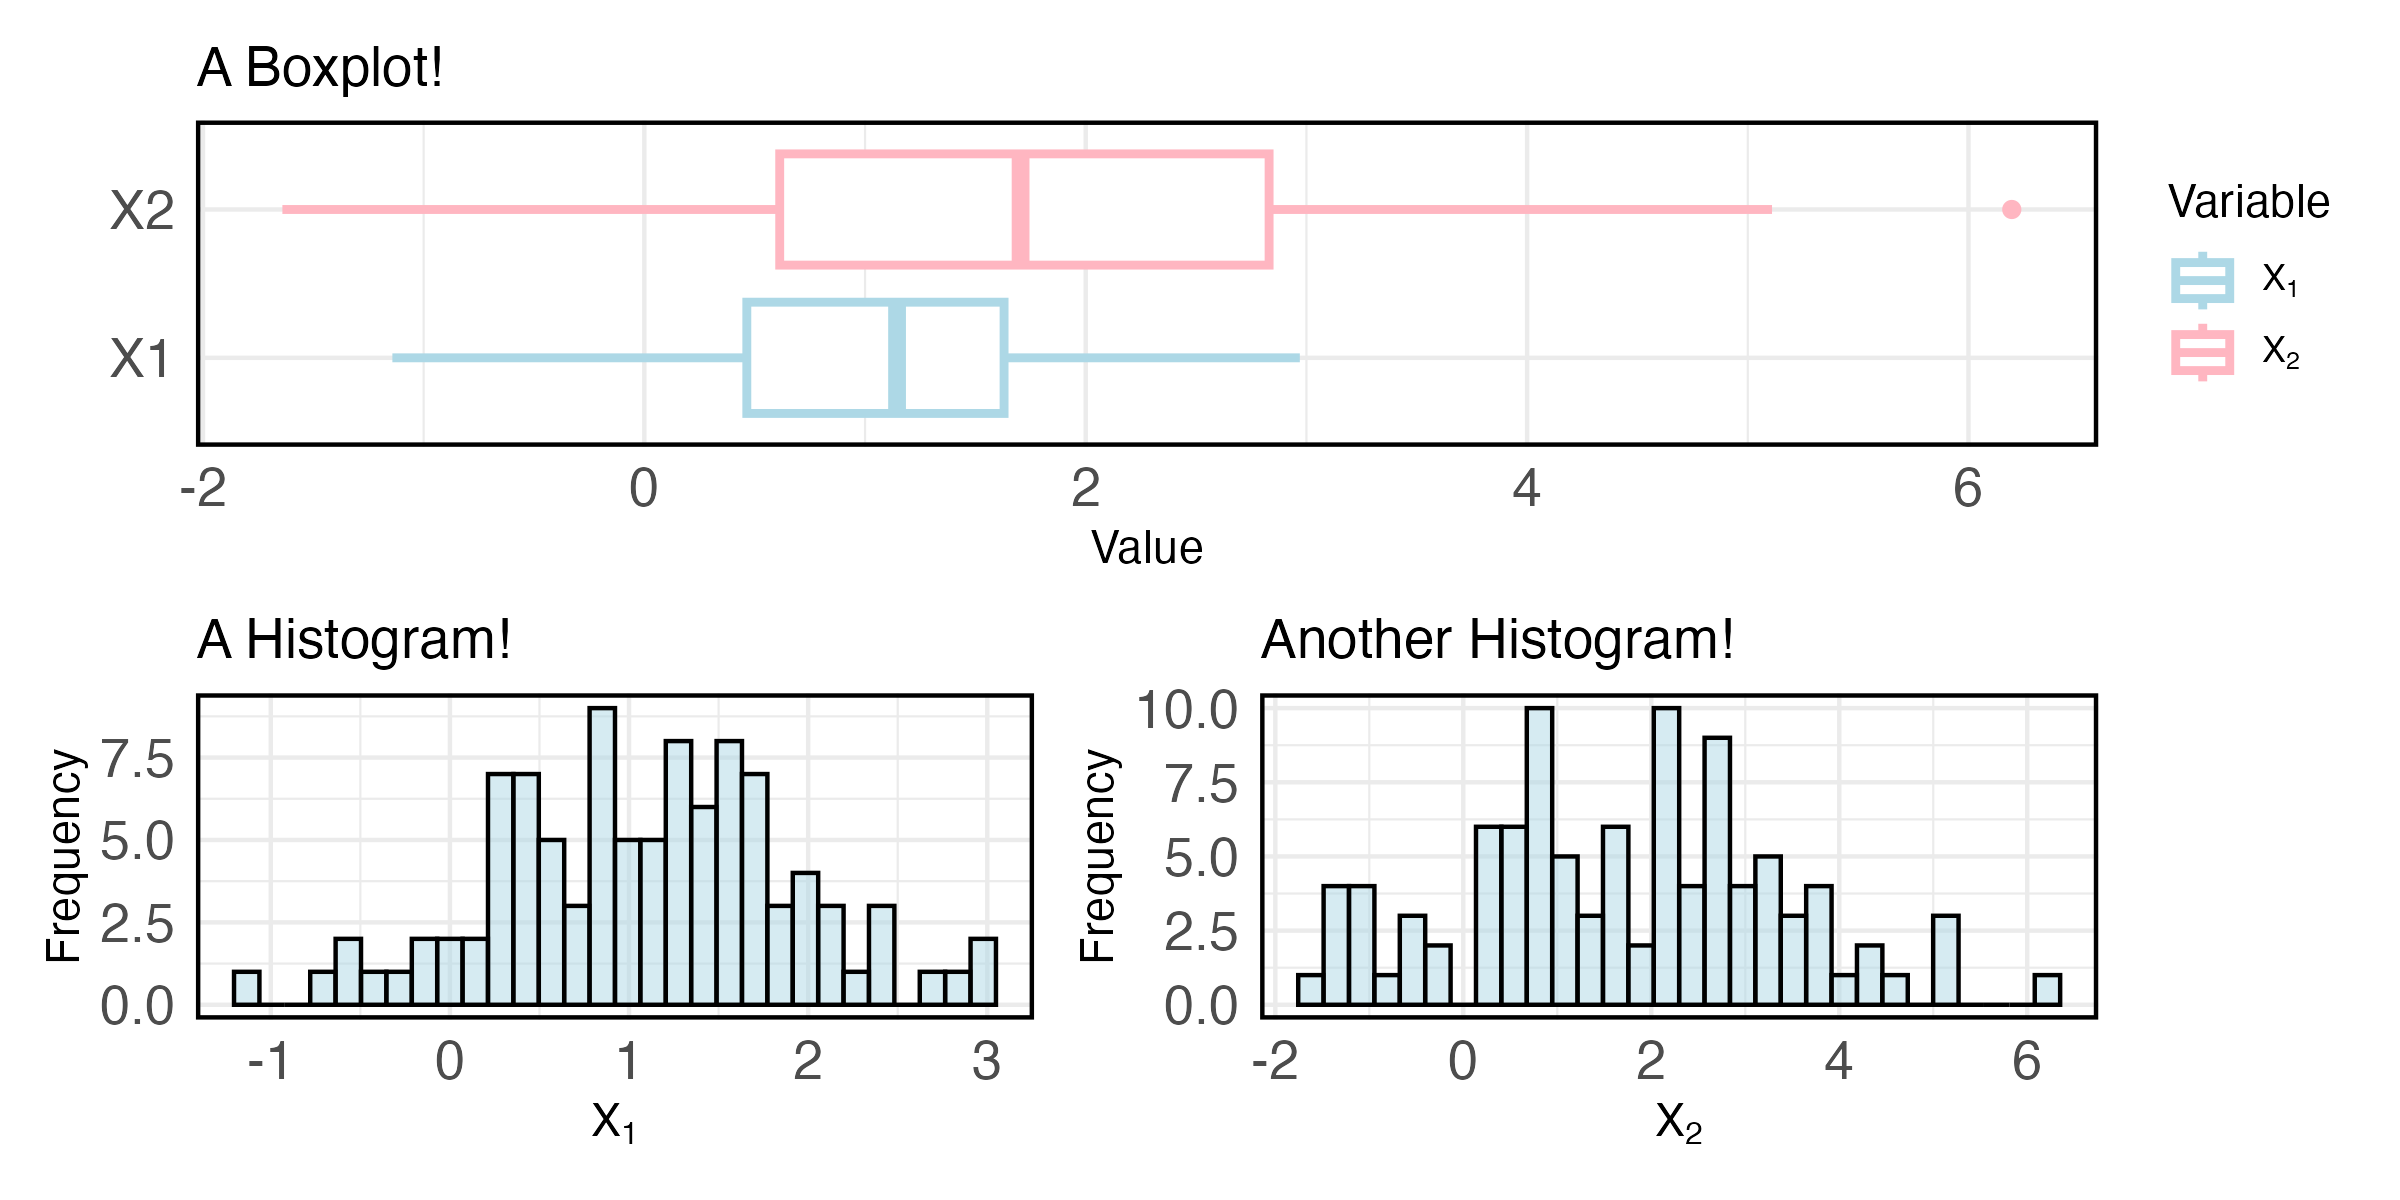 A Boxplot!
X2
X1
-2 0 2 4 6
Value
Variable
X1
X2
A Histogram!
Frequency
7.5
5.0
2.5
0.0
-1 0 1 2 3
X1
Another Histogram!
Frequency
10.0
7.5
5.0
2.5
0.0
-2 0 2 4 6
X2